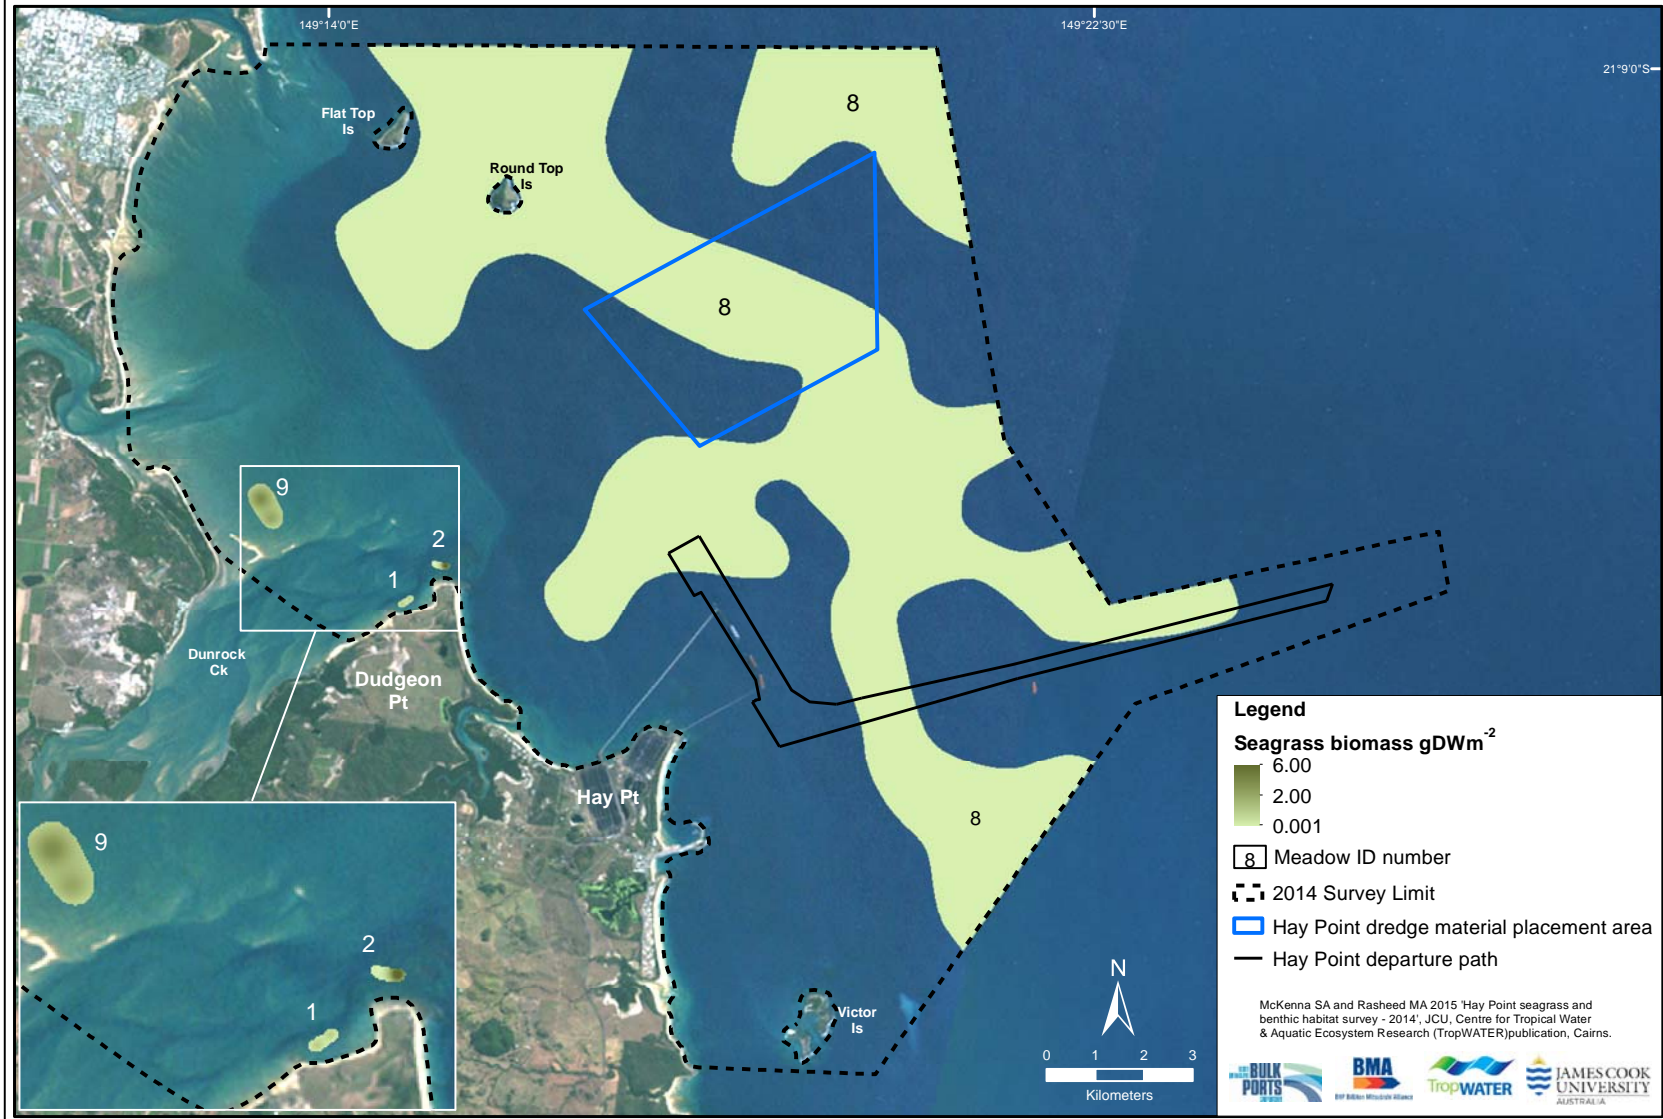 149°14'0"E
149°22'30"E
21°9'0"S
Flat Top
Is
Round Top
Is
8
8
9
2
1
Dunrock
Ck
Dudgeon
Pt
Hay Pt
8
Victor
Is
9
2
1
N
0 1 2 3
Kilometers
Legend
Seagrass biomass gDWm⁻²
6.00
2.00
0.001
8 Meadow ID number
2014 Survey Limit
Hay Point dredge material placement area
Hay Point departure path
McKenna SA and Rasheed MA 2015 'Hay Point seagrass and
benthic habitat survey - 2014', JCU, Centre for Tropical Water
& Aquatic Ecosystem Research (TropWATER)publication, Cairns.
BULK
PORTS
BMA
BHP Billiton Mitsubishi Alliance
TropWATER
JAMES COOK
UNIVERSITY
AUSTRALIA